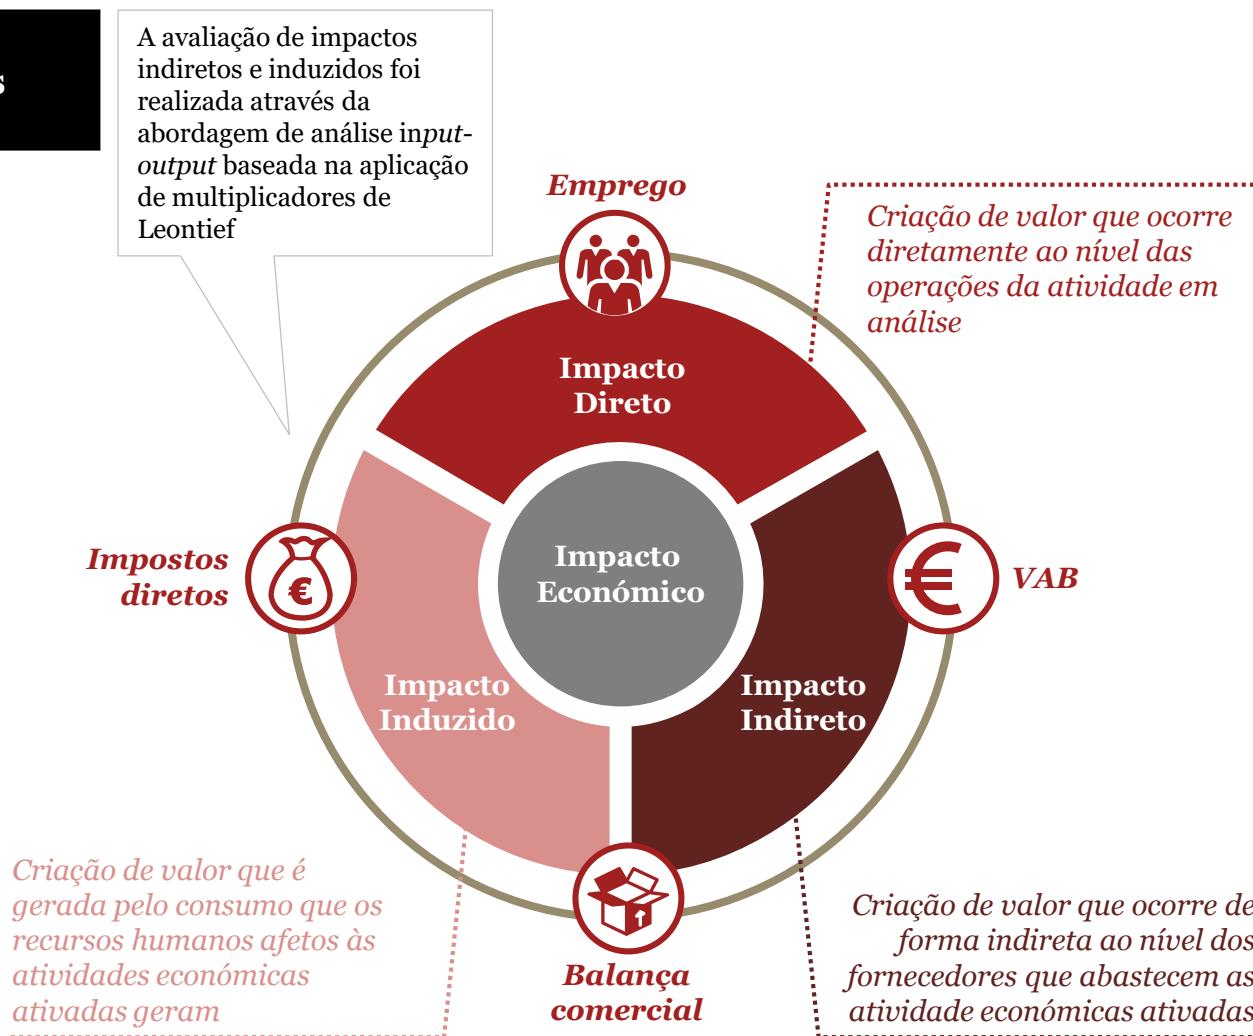 s
A avaliação de impactos
indiretos e induzidos foi
realizada através da
abordagem de análise input-
output baseada na aplicação
de multiplicadores de
Leontief
Emprego
Criação de valor que ocorre
diretamente ao nível das
operações da atividade em
análise
Impacto
Direto
Impostos
diretos
€
Impacto
Económico
€
VAB
Impacto
Induzido
Impacto
Indireto
Criação de valor que é
gerada pelo consumo que os
recursos humanos afetos às
atividades económicas
ativadas geram
Balança
comercial
Criação de valor que ocorre de
forma indireta ao nível dos
fornecedores que abastecem as
atividade económicas ativadas